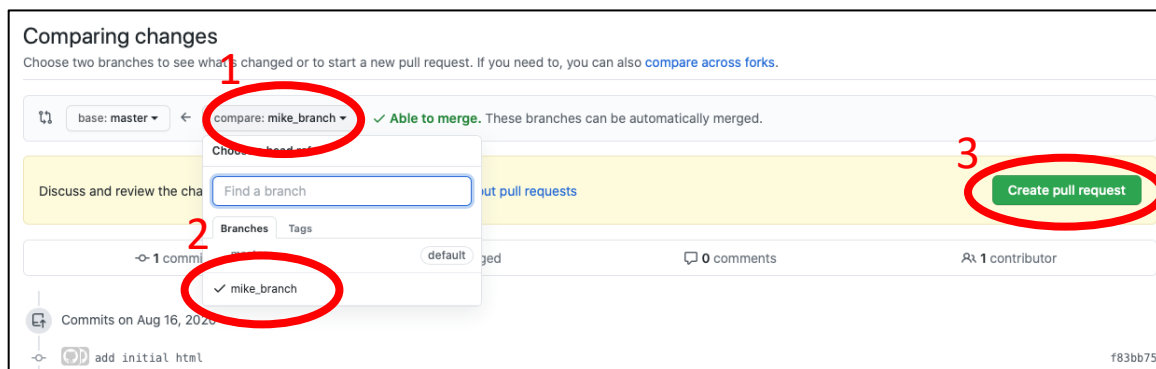 Comparing changes
1
Choose two branches to see what's changed or to start a new pull request. If you need to, you can also compare across forks.
base: master ← compare: mike_branch ✓ Able to merge. These branches can be automatically merged.
Choose head ref
3
Discuss and review the cha Find a branch out pull requests Create pull request
2
Branches Tags
1 commi default ged 0 comments 1 contributor
✓ mike_branch
Commits on Aug 16, 2020
add initial html f83bb75